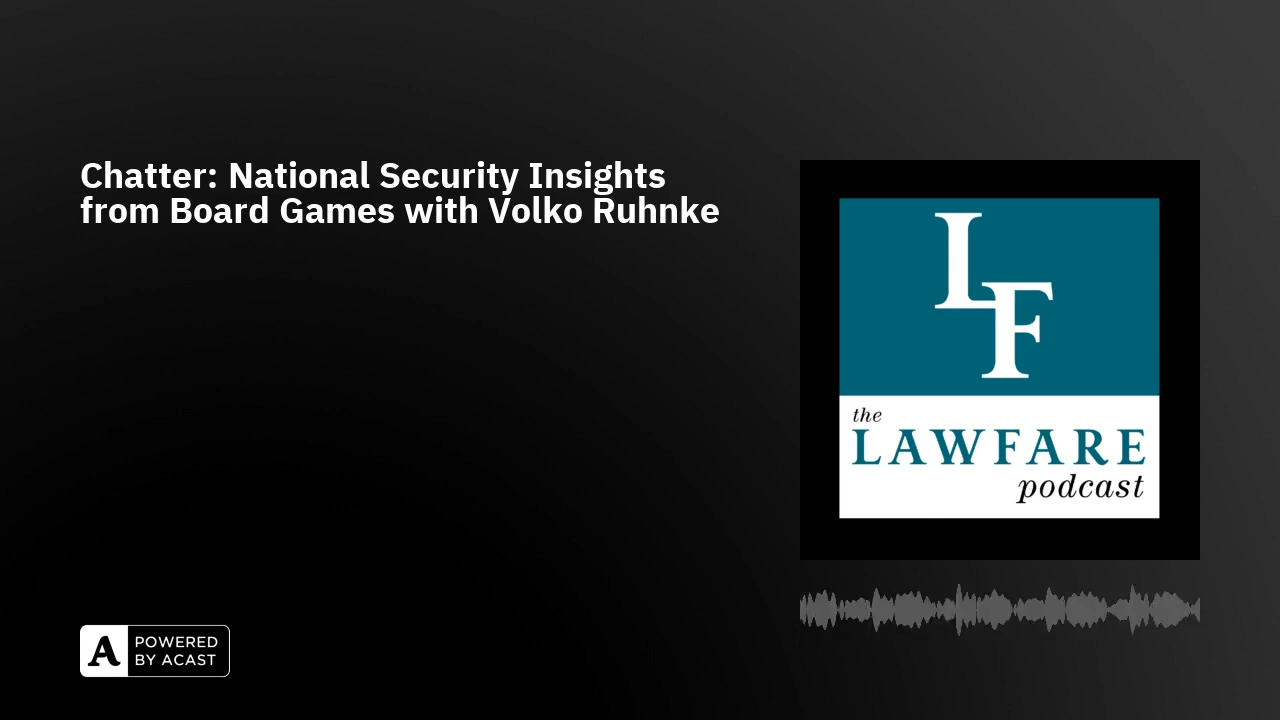 Chatter: National Security Insights
from Board Games with Volko Ruhnke
LF
the
LAWFARE
podcast
A
POWERED
BY ACAST